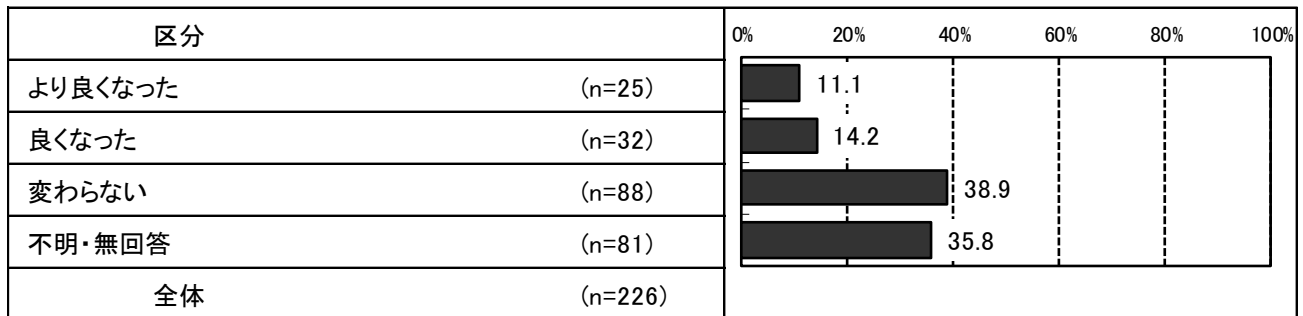 区分 0% 20% 40% 60% 80% 100%
より良くなった (n=25) 11.1
良くなった (n=32) 14.2
変わらない (n=88) 38.9
不明・無回答 (n=81) 35.8
全体 (n=226)